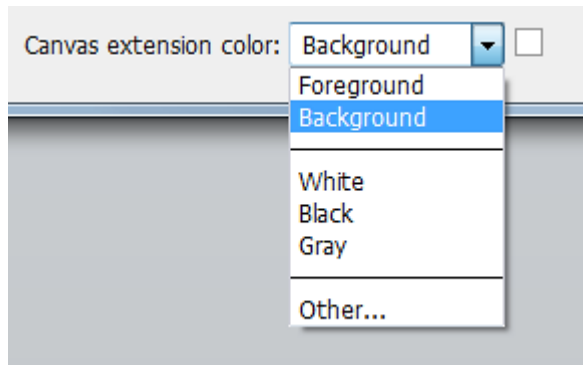 Canvas extension color: Background
Foreground
Background
White
Black
Gray
Other...